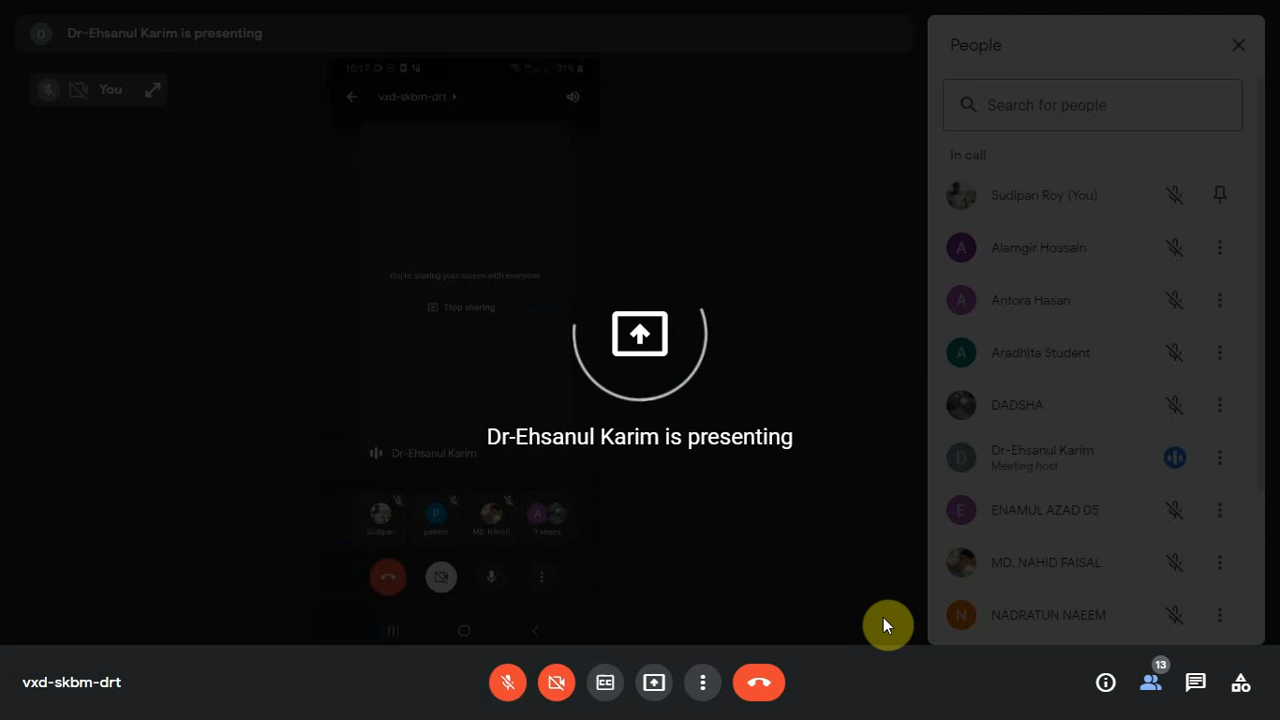 D Dr-Ehsanul Karim is presenting
You
10:17 31%
vxd-skbm-drt
You're sharing your screen with everyone
Stop sharing
Dr-Ehsanul Karim is presenting
Dr-Ehsanul Karim
P A
Sudipan MD. NAHID 9 others
People
Search for people
In call
Sudipan Roy (You)
A Alamgir Hossain
A Antora Hasan
A Aradhita Student
DADSHA
D Dr-Ehsanul Karim
Meeting host
E ENAMUL AZAD 05
MD. NAHID FAISAL
N NADRATUN NAEEM
vxd-skbm-drt
CC
13